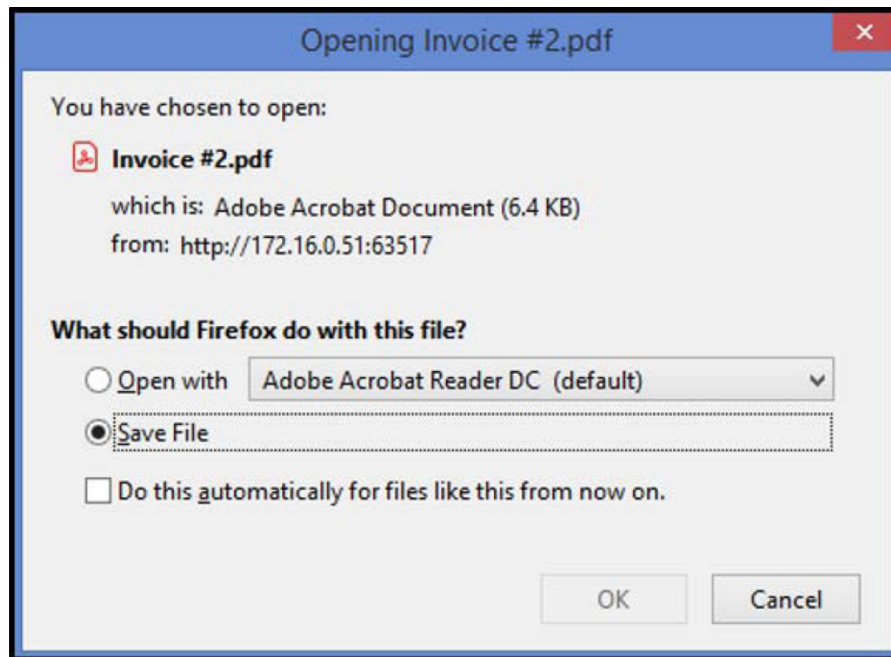 Opening Invoice #2.pdf
You have chosen to open:
Invoice #2.pdf
which is: Adobe Acrobat Document (6.4 KB)
from: http://172.16.0.51:63517
What should Firefox do with this file?
Open with Adobe Acrobat Reader DC (default)
Save File
Do this automatically for files like this from now on.
OK Cancel